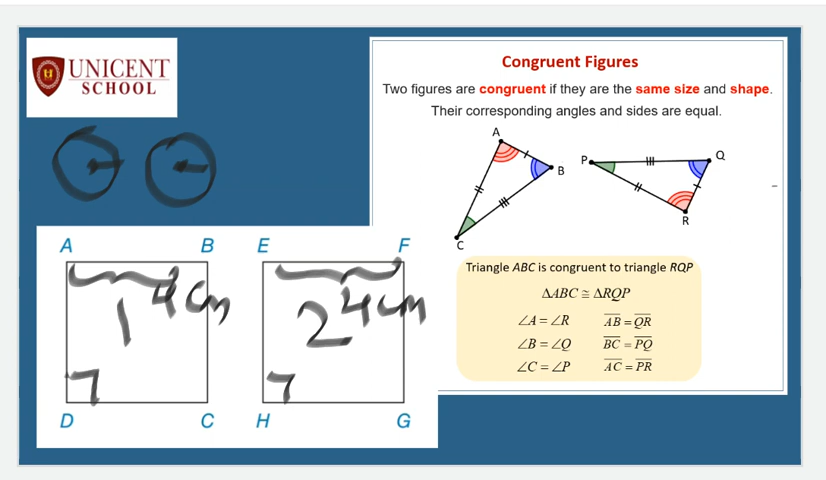 UNICENT
SCHOOL
Congruent Figures
Two figures are congruent if they are the same size and shape.
Their corresponding angles and sides are equal.
A
B
C
P
Q
R
Triangle ABC is congruent to triangle RQP
ΔABC ≅ ΔRQP
∠A = ∠R
AB = QR
∠B = ∠Q
BC = PQ
∠C = ∠P
AC = PR
A
B
E
F
1
4cm
2
4cm
D
C
H
G